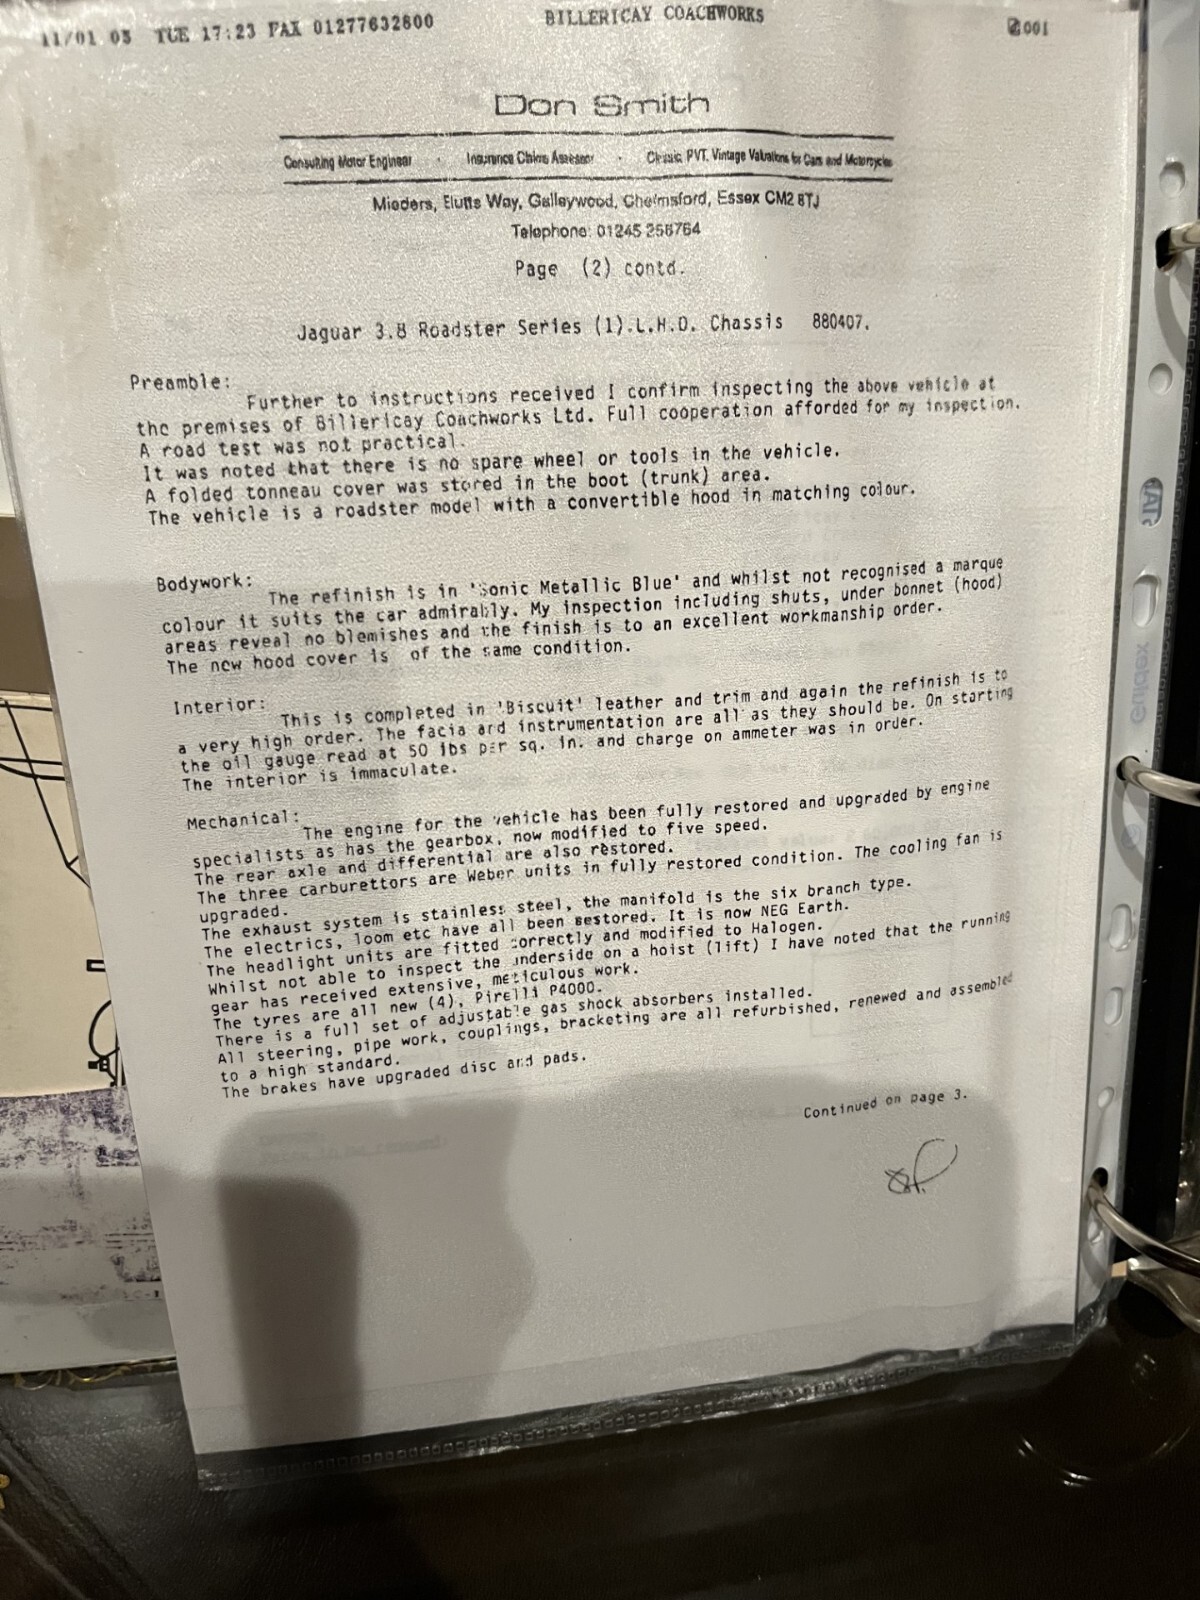 11/01 05 TUE 17:23 FAX 01277632800 BILLERICAY COACHWORKS 001
Don Smith
Consulting Motor Engineer · Insurance Claims Assessor · Classic PVT. Vintage Valuations for Cars and Motorcycles
Way, Galleywood, Chelmsford, Essex CM2 8TJ
Telephone: 01245 258764
Page (2) contd.
Jaguar 3.8 Roadster Series (1).L.H.D. Chassis 880407.
Preamble:
Further to instructions received I confirm inspecting the above vehicle at
the premises of Billericay Coachworks Ltd. Full cooperation afforded for my inspection.
A road test was not practical.
It was noted that there is no spare wheel or tools in the vehicle.
A folded tonneau cover was stored in the boot (trunk) area.
The vehicle is a roadster model with a convertible hood in matching colour.
Bodywork:
The refinish is in 'Sonic Metallic Blue' and whilst not recognised a marque
colour it suits the car admirably. My inspection including shuts, under bonnet (hood)
areas reveal no blemishes and the finish is to an excellent workmanship order.
The new hood cover is of the same condition.
Interior:
This is completed in 'Biscuit' leather and trim and again the refinish is to
a very high order. The facia and instrumentation are all as they should be. On starting
the oil gauge read at 50 lbs per sq. in. and charge on ammeter was in order.
The interior is immaculate.
Mechanical:
The engine for the vehicle has been fully restored and upgraded by engine
specialists as has the gearbox, now modified to five speed.
The rear axle and differential are also restored.
The three carburettors are Weber units in fully restored condition. The cooling fan is
upgraded.
The exhaust system is stainless steel, the manifold is the six branch type.
The electrics, loom etc have all been restored. It is now NEG Earth.
The headlight units are fitted correctly and modified to Halogen.
Whilst not able to inspect the underside on a hoist (lift) I have noted that the running
gear has received extensive, meticulous work.
The tyres are all new (4), Pirelli P4000.
There is a full set of adjustable gas shock absorbers installed.
All steering, pipe work, couplings, bracketing are all refurbished, renewed and assembled
to a high standard.
The brakes have upgraded disc and pads.
Continued on page 3.